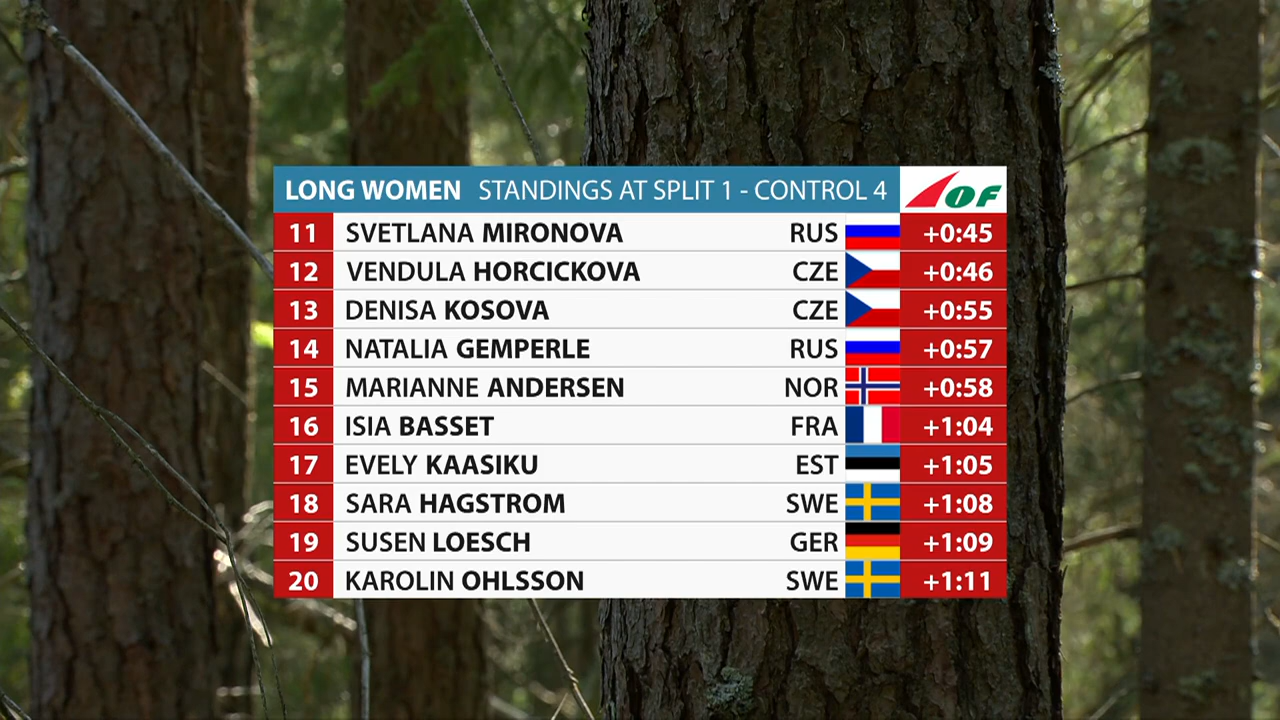 LONG WOMEN STANDINGS AT SPLIT 1 - CONTROL 4 IOF
11 SVETLANA MIRONOVA RUS +0:45
12 VENDULA HORCICKOVA CZE +0:46
13 DENISA KOSOVA CZE +0:55
14 NATALIA GEMPERLE RUS +0:57
15 MARIANNE ANDERSEN NOR +0:58
16 ISIA BASSET FRA +1:04
17 EVELY KAASIKU EST +1:05
18 SARA HAGSTROM SWE +1:08
19 SUSEN LOESCH GER +1:09
20 KAROLIN OHLSSON SWE +1:11